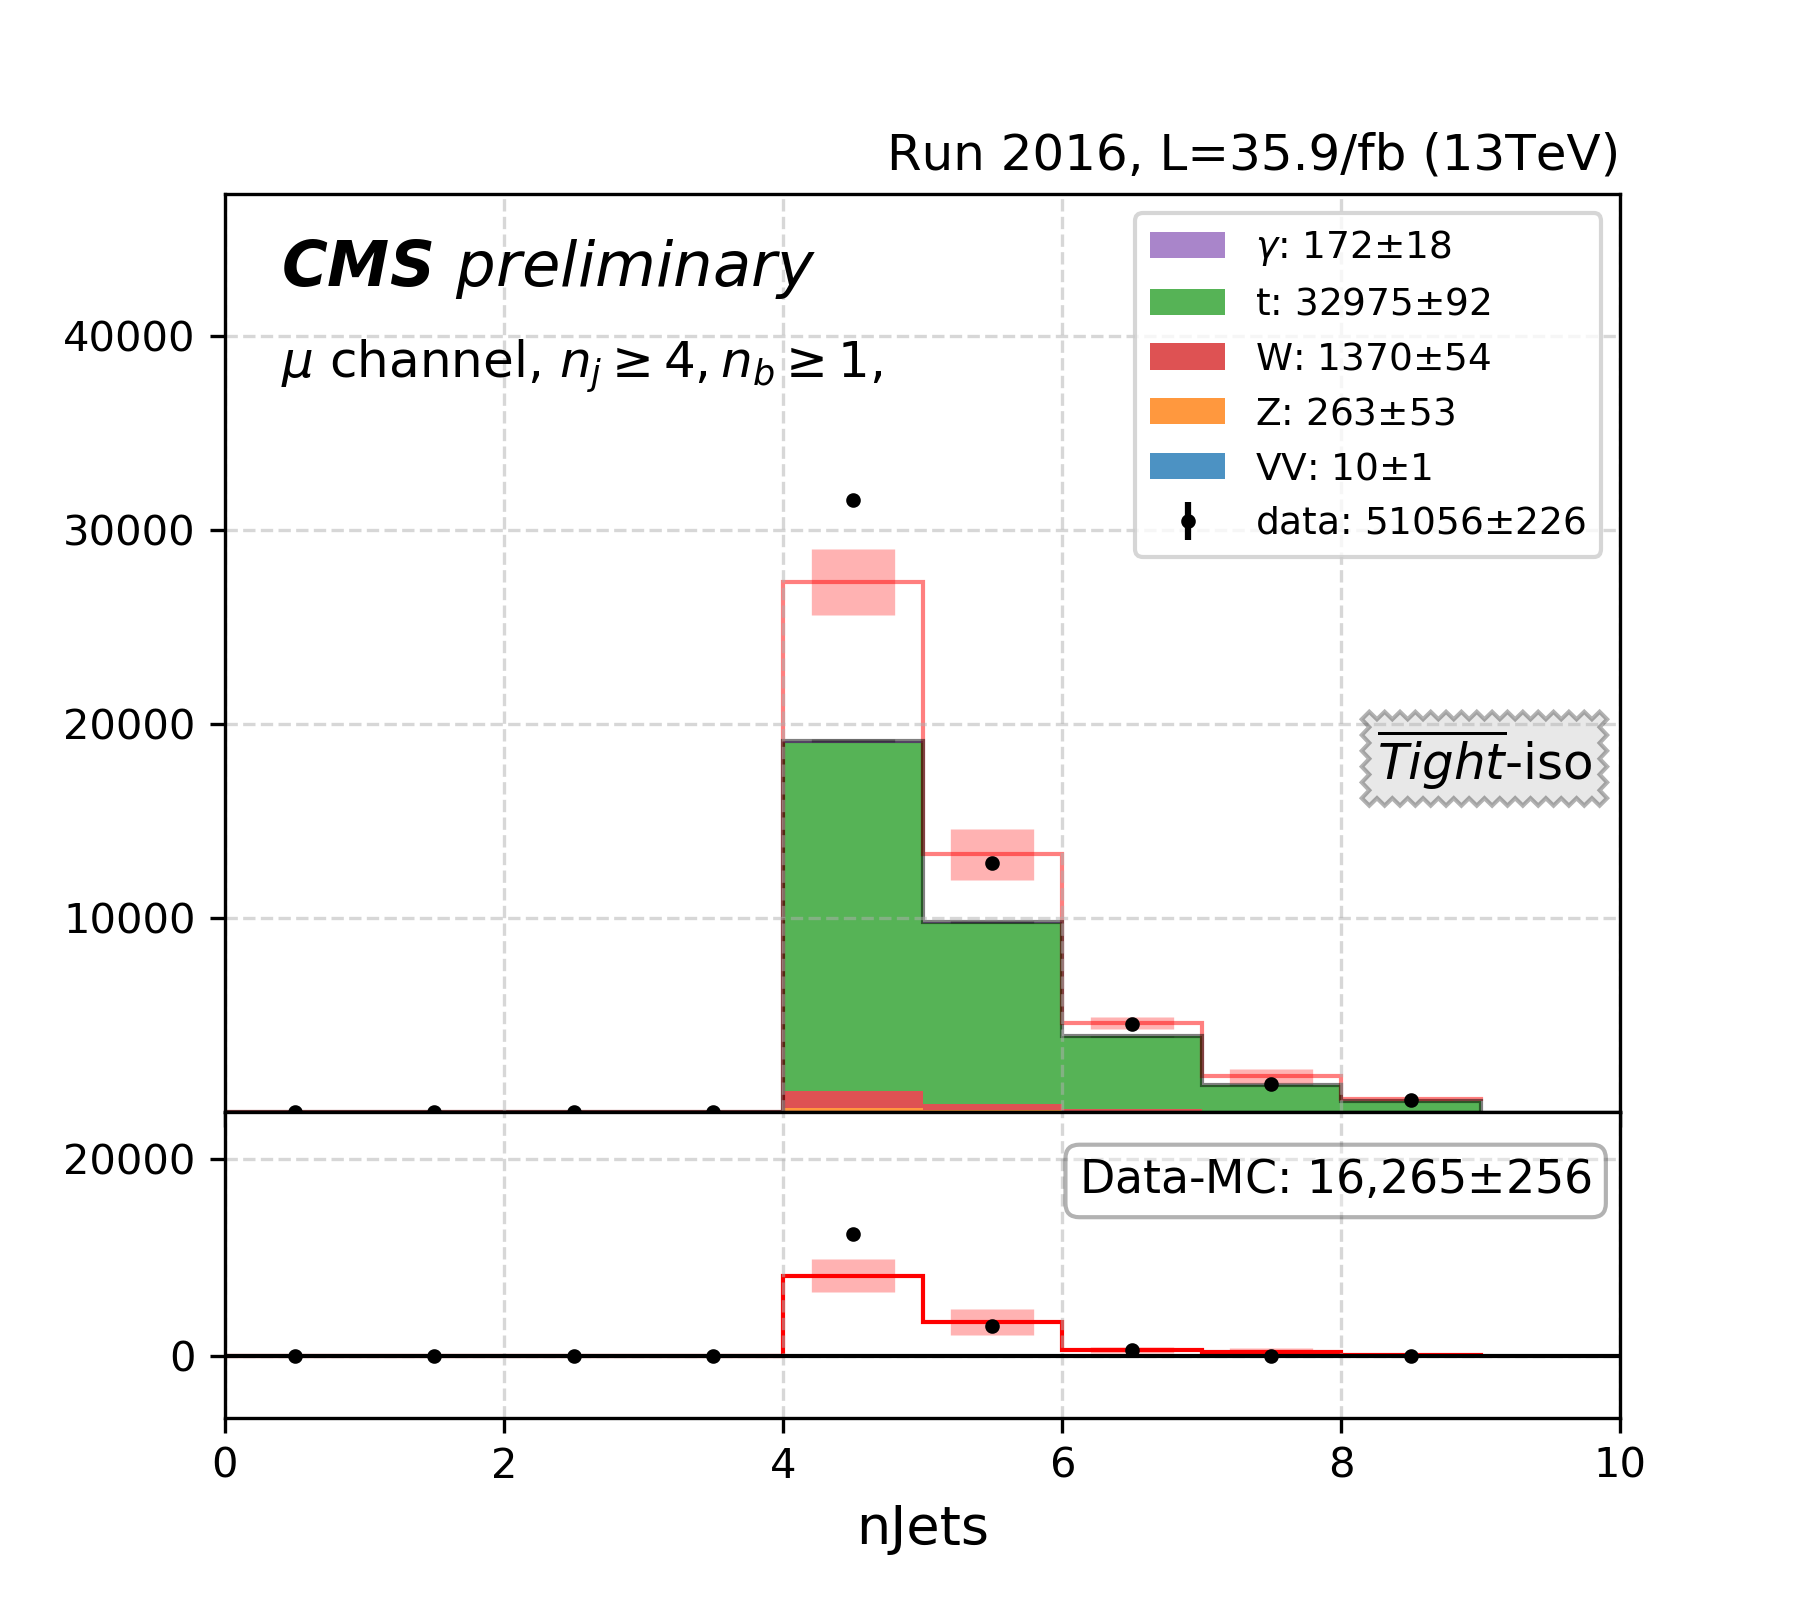 Run 2016, L=35.9/fb (13TeV)
CMS preliminary
μ channel, n_j ≥ 4, n_b ≥ 1,
γ: 172±18
t: 32975±92
W: 1370±54
Z: 263±53
VV: 10±1
data: 51056±226
40000
30000
20000
10000
Tight-iso
20000
0
Data-MC: 16,265±256
0 2 4 6 8 10
nJets